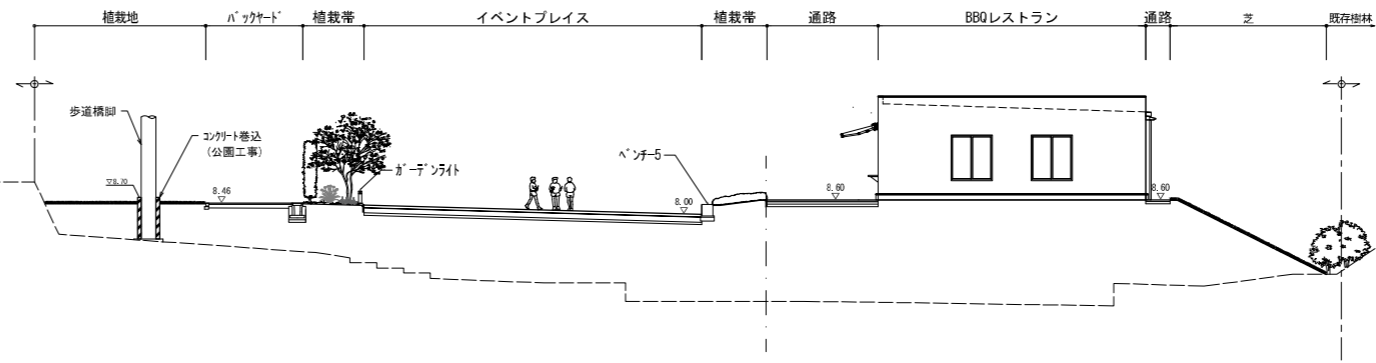 植栽地
バックヤード
植栽帯
イベントプレイス
植栽帯
通路
BBQレストラン
通路
芝
既存樹林
歩道橋脚
コンクリート巻込
(公園工事)
▽8.70
8.46
ガーデンライト
ベンチ-5
8.00
8.60
8.60